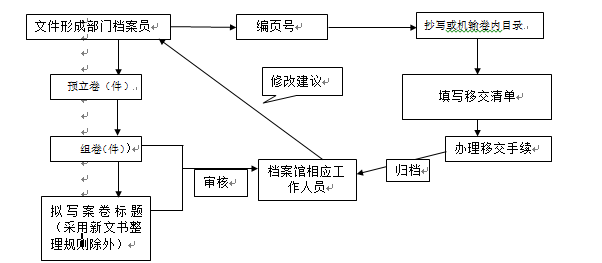 文件形成部门档案员
编页号
抄写或机输卷内目录
修改建议
预立卷（件）
填写移交清单
组卷(件))
办理移交手续
审核
档案馆相应工
作人员
归档
拟写案卷标题
（采用新文书整
理规则除外）